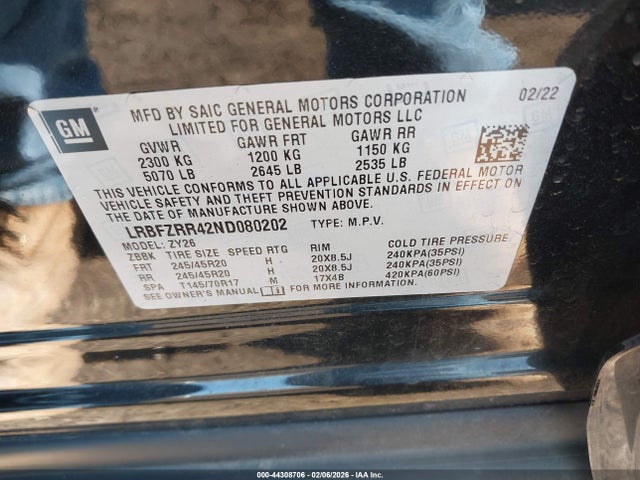 GM
MFD BY SAIC GENERAL MOTORS CORPORATION 02/22
LIMITED FOR GENERAL MOTORS LLC
GVWR GAWR FRT GAWR RR
2300 KG 1200 KG 1150 KG
5070 LB 2645 LB 2535 LB
THIS VEHICLE CONFORMS TO ALL APPLICABLE U.S. FEDERAL MOTOR
VEHICLE SAFETY AND THEFT PREVENTION STANDARDS IN EFFECT ON
THE DATE OF MANUFACTURE SHOWN ABOVE.
LRBFZRR42ND080202 TYPE: M.P.V.
MODEL: ZY26
ZBBK TIRE SIZE SPEED RTG RIM COLD TIRE PRESSURE
FRT 245/45R20 H 20X8.5J 240KPA(35PSI)
RR 245/45R20 H 20X8.5J 240KPA(35PSI)
SPA T145/70R17 M 17X4B 420KPA(60PSI)
SEE OWNER'S MANUAL FOR MORE INFORMATION.
000-44308706 - 02/06/2026 - IAA Inc.